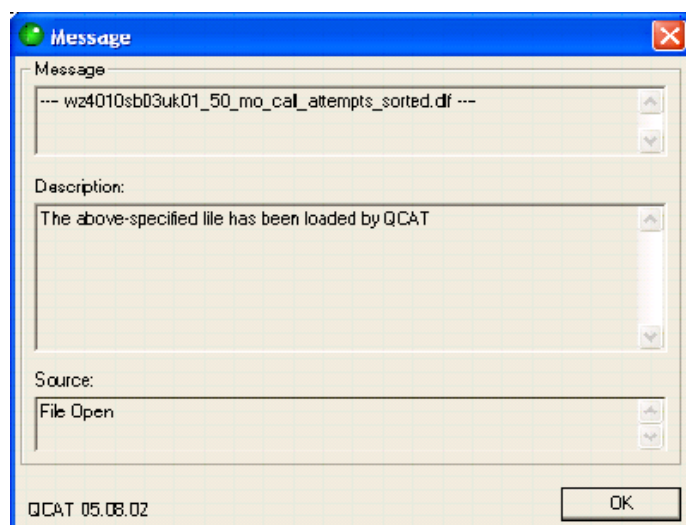 Message
Message
--- wz4010sb03uk01_50_mo_call_attempts_sorted.dlf ---
Description:
The above-specified file has been loaded by QCAT
Source:
File Open
QCAT 05.08.02
OK